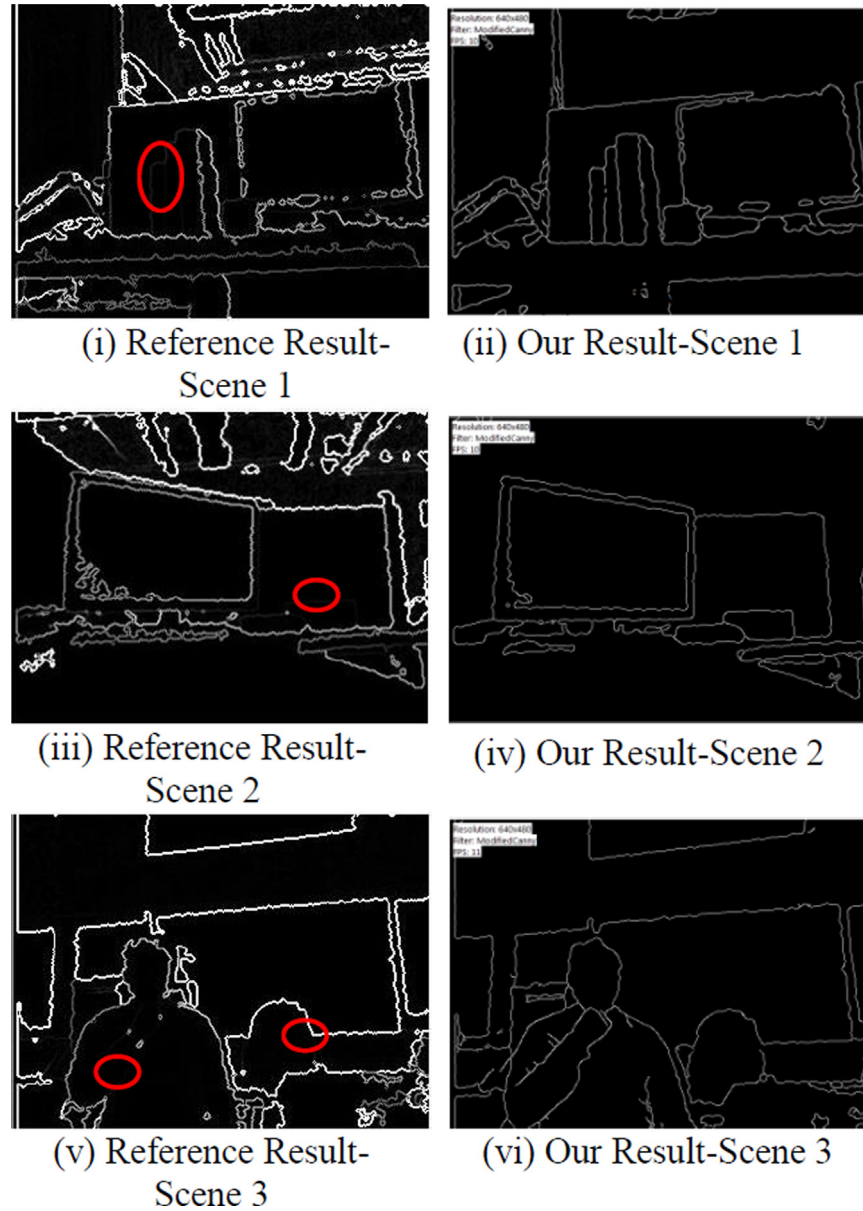 Resolution: 640x480
Filter: ModifiedCanny
FPS: 10
(i) Reference Result-
Scene 1
(ii) Our Result-Scene 1
Resolution: 640x480
Filter: ModifiedCanny
FPS: 10
(iii) Reference Result-
Scene 2
(iv) Our Result-Scene 2
Resolution: 640x480
Filter: ModifiedCanny
FPS: 11
(v) Reference Result-
Scene 3
(vi) Our Result-Scene 3